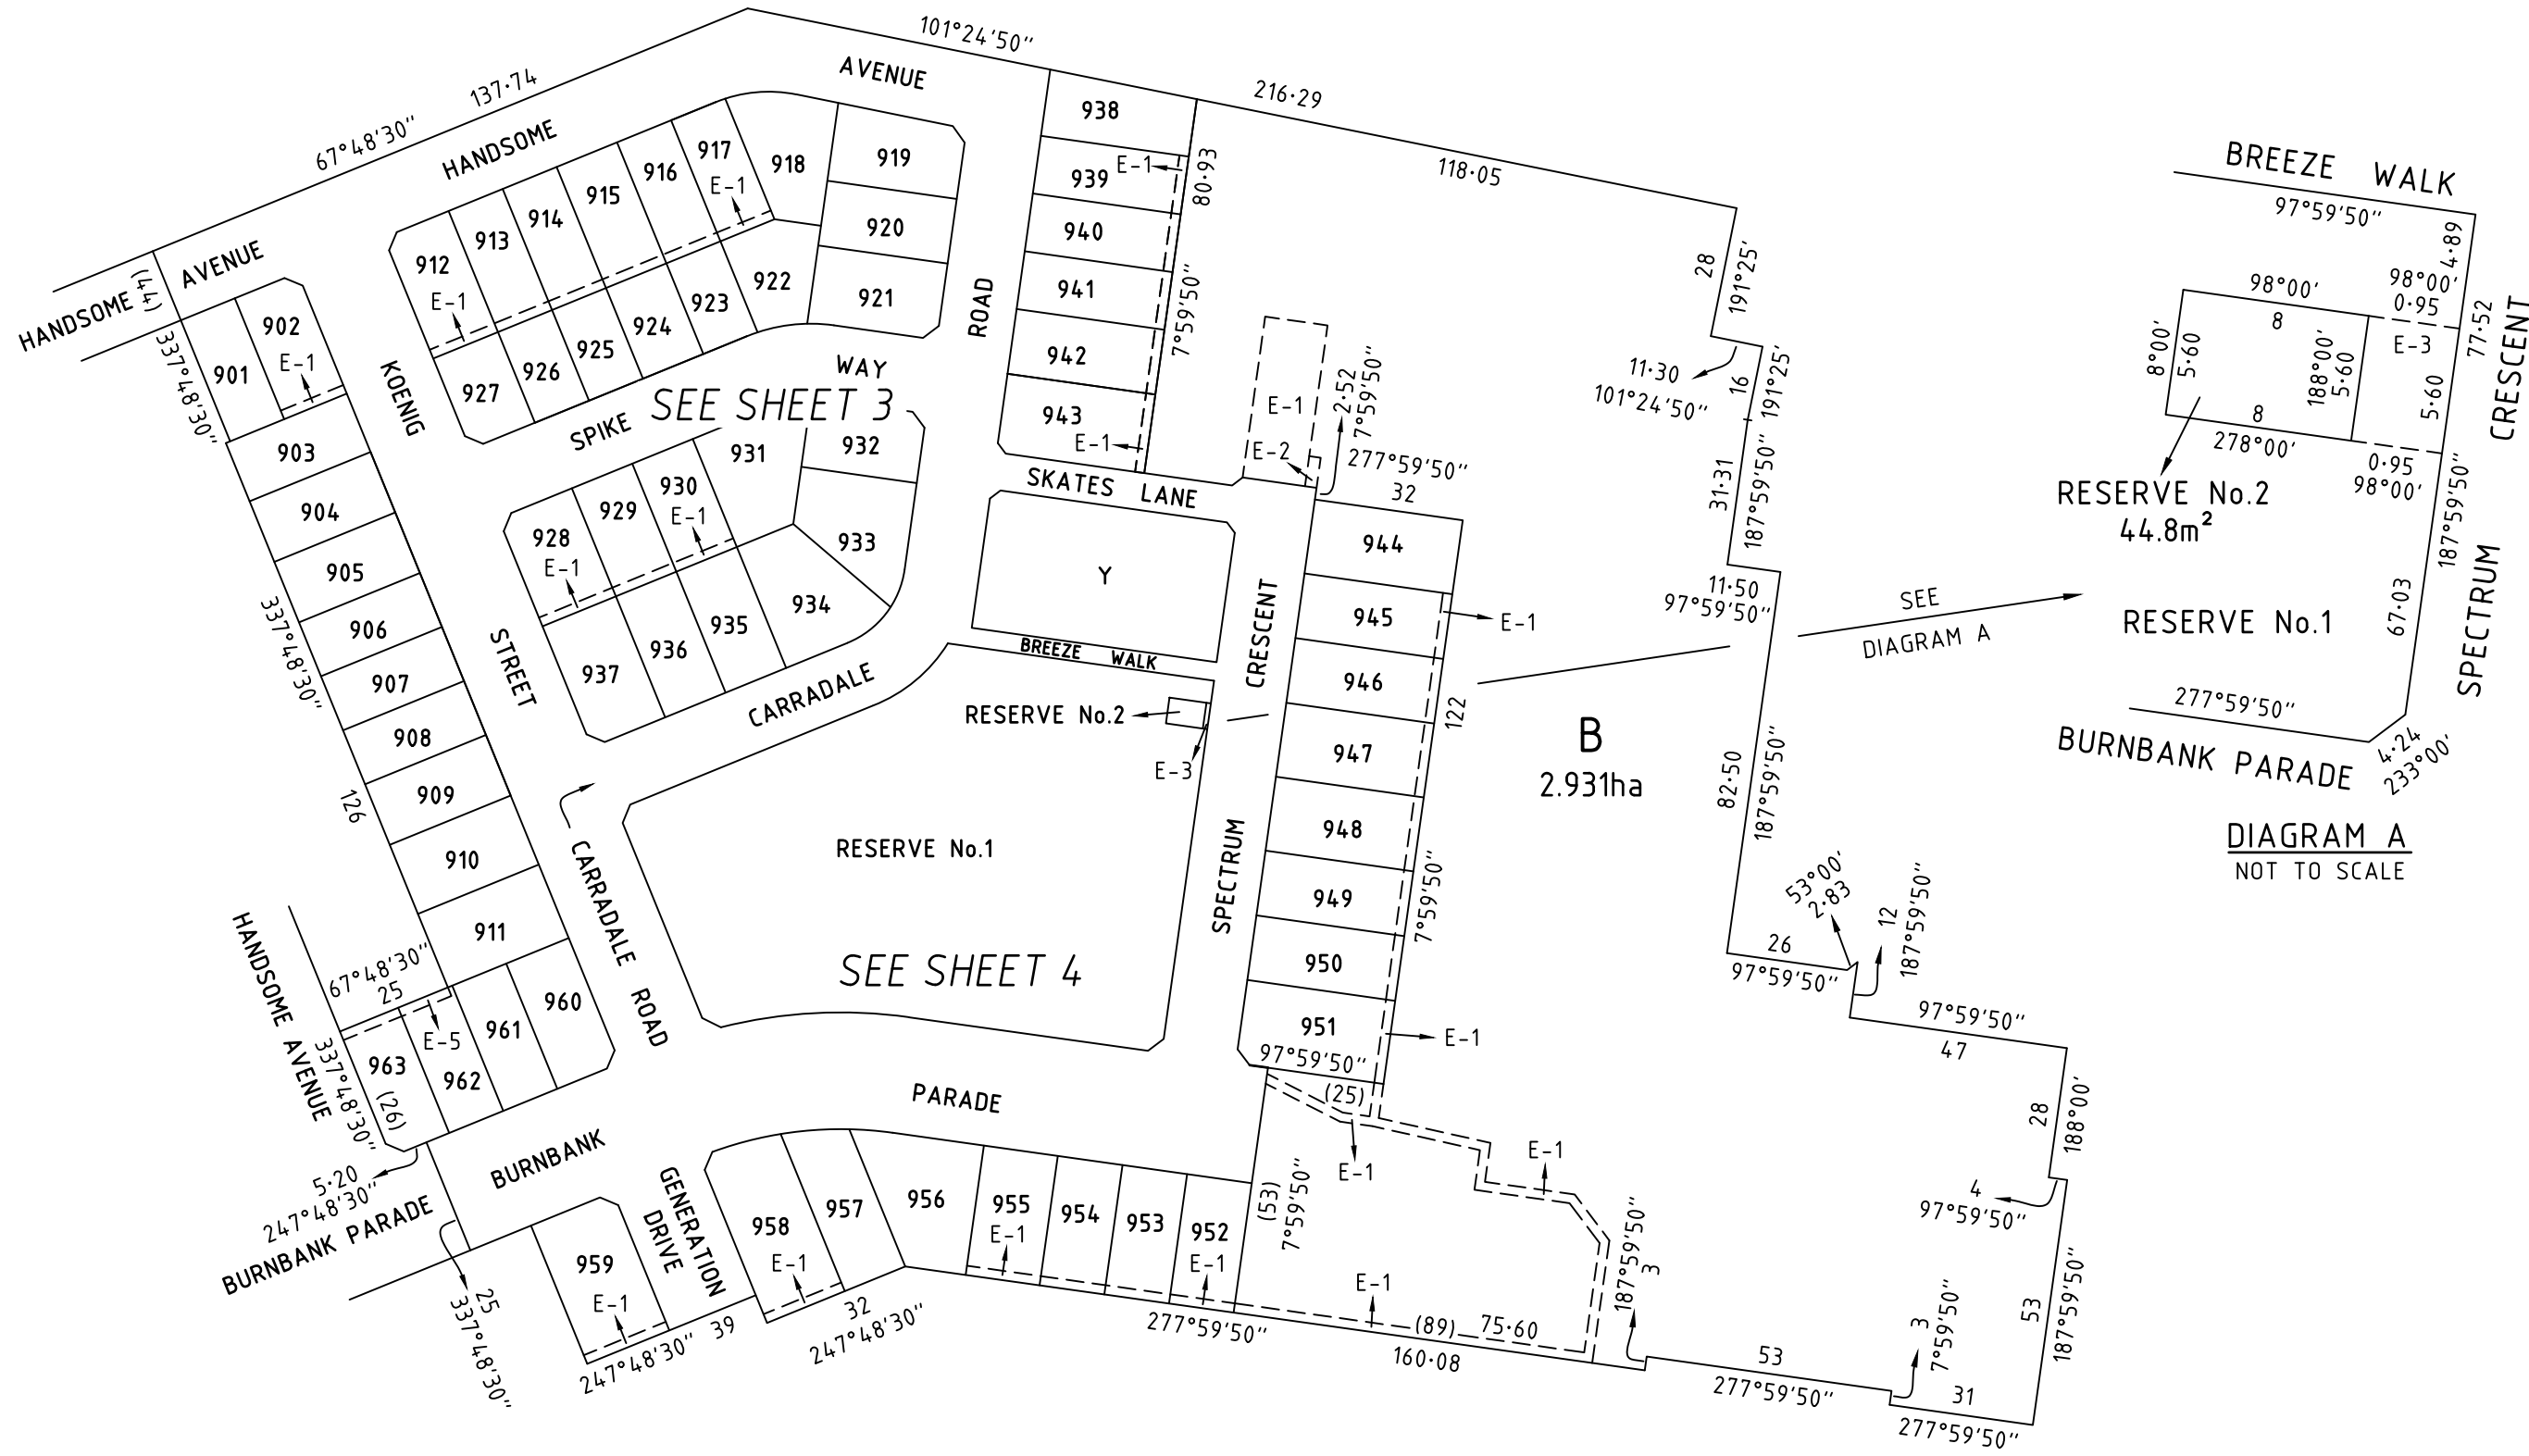 101°24'50"
137·74
67°48'30"
216·29
118·05
HANDSOME AVENUE
AVENUE
HANDSOME
(44)
337°48'30"
KOENIG
STREET
SPIKE
WAY
SEE SHEET 3
ROAD
901
902
E-1
903
904
905
906
907
908
909
910
911
337°48'30"
126
912
E-1
913
914
915
916
917
E-1
918
919
920
921
922
923
924
925
926
927
928
E-1
929
930
E-1
931
932
933
934
935
936
937
CARRADALE
938
939
E-1
940
941
942
943
E-1
80·93
7°59'50"
28
191°25'
11·30
101°24'50"
16
191°25'
31·31
187°59'50"
11·50
97°59'50"
E-1
E-2
2·52
7°59'50"
277°59'50"
32
SKATES LANE
Y
BREEZE WALK
CRESCENT
SPECTRUM
944
945
E-1
946
947
948
949
950
951
E-1
97°59'50"
(25)
122
7°59'50"
B
2.931ha
SEE
DIAGRAM A
82·50
187°59'50"
RESERVE No.2
E-3
RESERVE No.1
SEE SHEET 4
CARRADALE ROAD
53°00'
2·83
12
187°59'50"
26
97°59'50"
97°59'50"
47
28
188°00'
4
97°59'50"
53
187°59'50"
HANDSOME AVENUE
337°48'30"
67°48'30"
25
E-5
960
961
962
963
(26)
5·20
247°48'30"
BURNBANK PARADE
BURNBANK
PARADE
25
337°48'30"
959
E-1
GENERATION
DRIVE
247°48'30"
39
958
E-1
957
32
247°48'30"
956
955
E-1
954
953
952
E-1
(53)
7°59'50"
E-1
E-1
E-1
277°59'50"
(89)
75·60
160·08
187°59'50"
3
53
277°59'50"
3
7°59'50"
31
277°59'50"
BREEZE WALK
97°59'50"
4·89
98°00'
98°00'
0·95
8
8°00'
5·60
188°00'
5·60
E-3
5·60
77·52
CRESCENT
8
278°00'
0·95
98°00'
RESERVE No.2
44.8m²
187°59'50"
RESERVE No.1
67·03
SPECTRUM
277°59'50"
BURNBANK PARADE
4·24
233°00'
DIAGRAM A
NOT TO SCALE